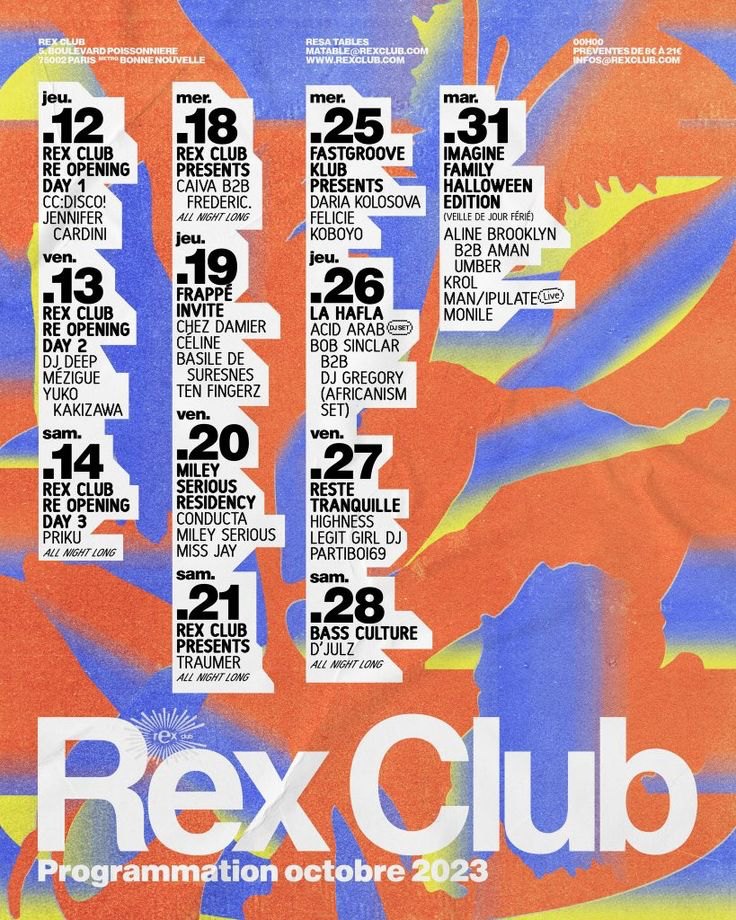 REX CLUB
5, BOULEVARD POISSONNIERE
75002 PARIS METRO BONNE NOUVELLE
RESA TABLES
MATABLE@REXCLUB.COM
WWW.REXCLUB.COM
00H00
PRÉVENTES DE 8€ À 21€
INFOS@REXCLUB.COM
jeu.
.12
REX CLUB
RE OPENING
DAY 1
CC:DISCO!
JENNIFER
CARDINI
ven.
.13
REX CLUB
RE OPENING
DAY 2
DJ DEEP
MÉZIGUE
YUKO
KAKIZAWA
sam.
.14
REX CLUB
RE OPENING
DAY 3
PRIKU
ALL NIGHT LONG
mer.
.18
REX CLUB
PRESENTS
CAIVA B2B
FREDERIC.
ALL NIGHT LONG
jeu.
.19
FRAPPÉ
INVITE
CHEZ DAMIER
CÉLINE
BASILE DE
SURESNES
TEN FINGERZ
ven.
.20
MILEY
SERIOUS
RESIDENCY
CONDUCTA
MILEY SERIOUS
MISS JAY
sam.
.21
REX CLUB
PRESENTS
TRAUMER
ALL NIGHT LONG
mer.
.25
FASTGROOVE
KLUB
PRESENTS
DARIA KOLOSOVA
FELICIE
KOBOYO
jeu.
.26
LA HAFLA
ACID ARAB DJ SET
BOB SINCLAR
B2B
DJ GREGORY
(AFRICANISM
SET)
ven.
.27
RESTE
TRANQUILLE
HIGHNESS
LEGIT GIRL DJ
PARTIBOI69
sam.
.28
BASS CULTURE
D'JULZ
ALL NIGHT LONG
mar.
.31
IMAGINE
FAMILY
HALLOWEEN
EDITION
(VEILLE DE JOUR FÉRIÉ)
ALINE BROOKLYN
B2B AMAN
UMBER
KROL
MAN/IPULATE Live
MONILE
rex club
Rex Club
Programmation octobre 2023